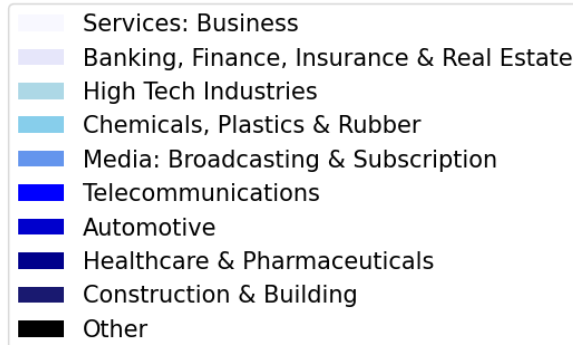 Services: Business
Banking, Finance, Insurance & Real Estate
High Tech Industries
Chemicals, Plastics & Rubber
Media: Broadcasting & Subscription
Telecommunications
Automotive
Healthcare & Pharmaceuticals
Construction & Building
Other